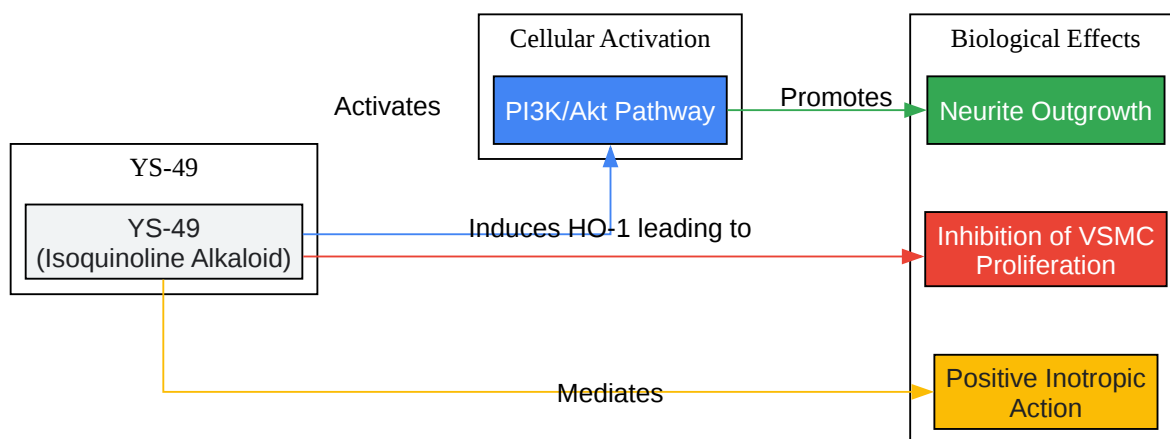 Cellular Activation
Biological Effects
Activates
PI3K/Akt Pathway
Promotes
Neurite Outgrowth
YS-49
YS-49
(Isoquinoline Alkaloid)
Induces HO-1 leading to
Inhibition of VSMC
Proliferation
Mediates
Positive Inotropic
Action